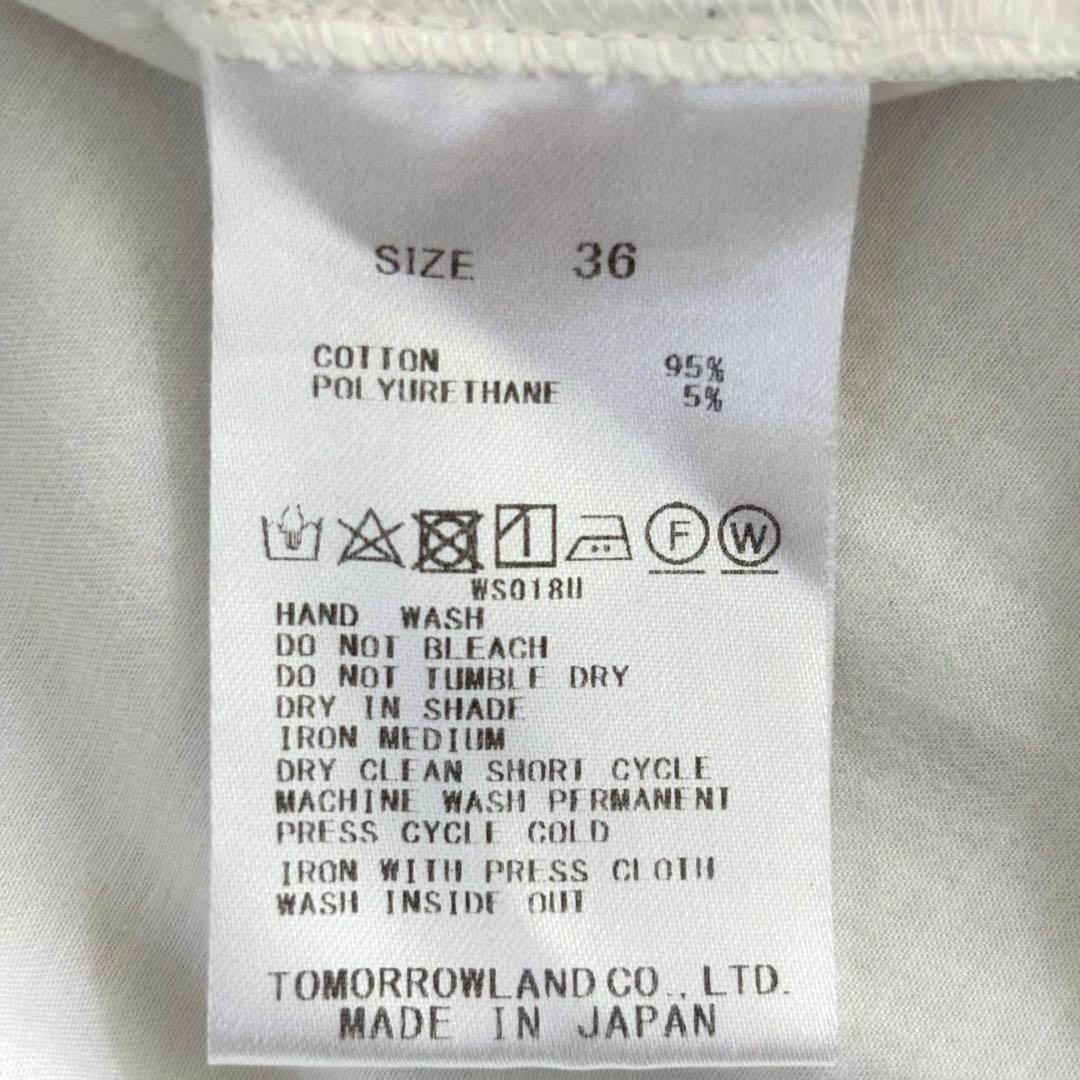 SIZE 36
COTTON 95%
POLYURETHANE 5%
F W
WS018U
HAND WASH
DO NOT BLEACH
DO NOT TUMBLE DRY
DRY IN SHADE
IRON MEDIUM
DRY CLEAN SHORT CYCLE
MACHINE WASH PERMANENT
PRESS CYCLE COLD
IRON WITH PRESS CLOTH
WASH INSIDE OUT
TOMORROWLAND CO., LTD.
MADE IN JAPAN